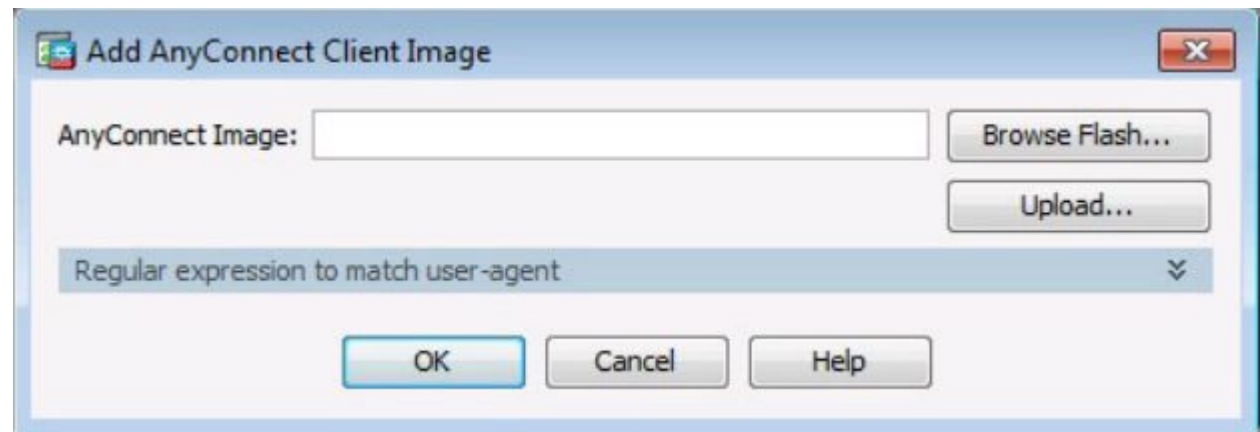 Add AnyConnect Client Image
AnyConnect Image:
Browse Flash...
Upload...
Regular expression to match user-agent
OK
Cancel
Help